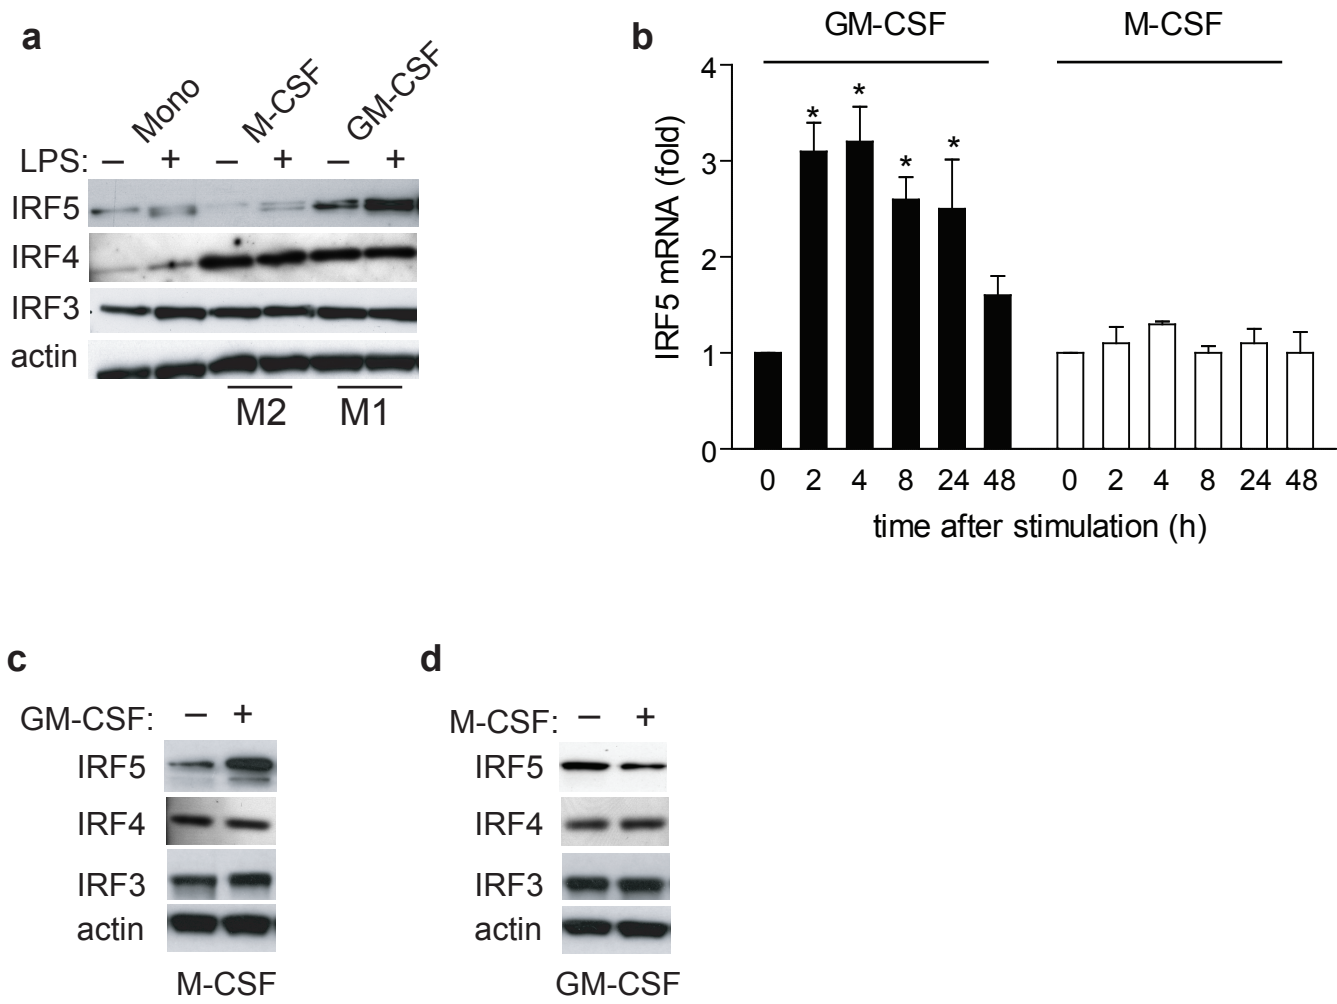 a
Mono M-CSF GM-CSF
LPS: – + – + – +
IRF5
IRF4
IRF3
actin
M2 M1
b
GM-CSF M-CSF
IRF5 mRNA (fold)
4
3
2
1
0
* * * *
0 2 4 8 24 48 0 2 4 8 24 48
time after stimulation (h)
c
GM-CSF: – +
IRF5
IRF4
IRF3
actin
M-CSF
d
M-CSF: – +
IRF5
IRF4
IRF3
actin
GM-CSF